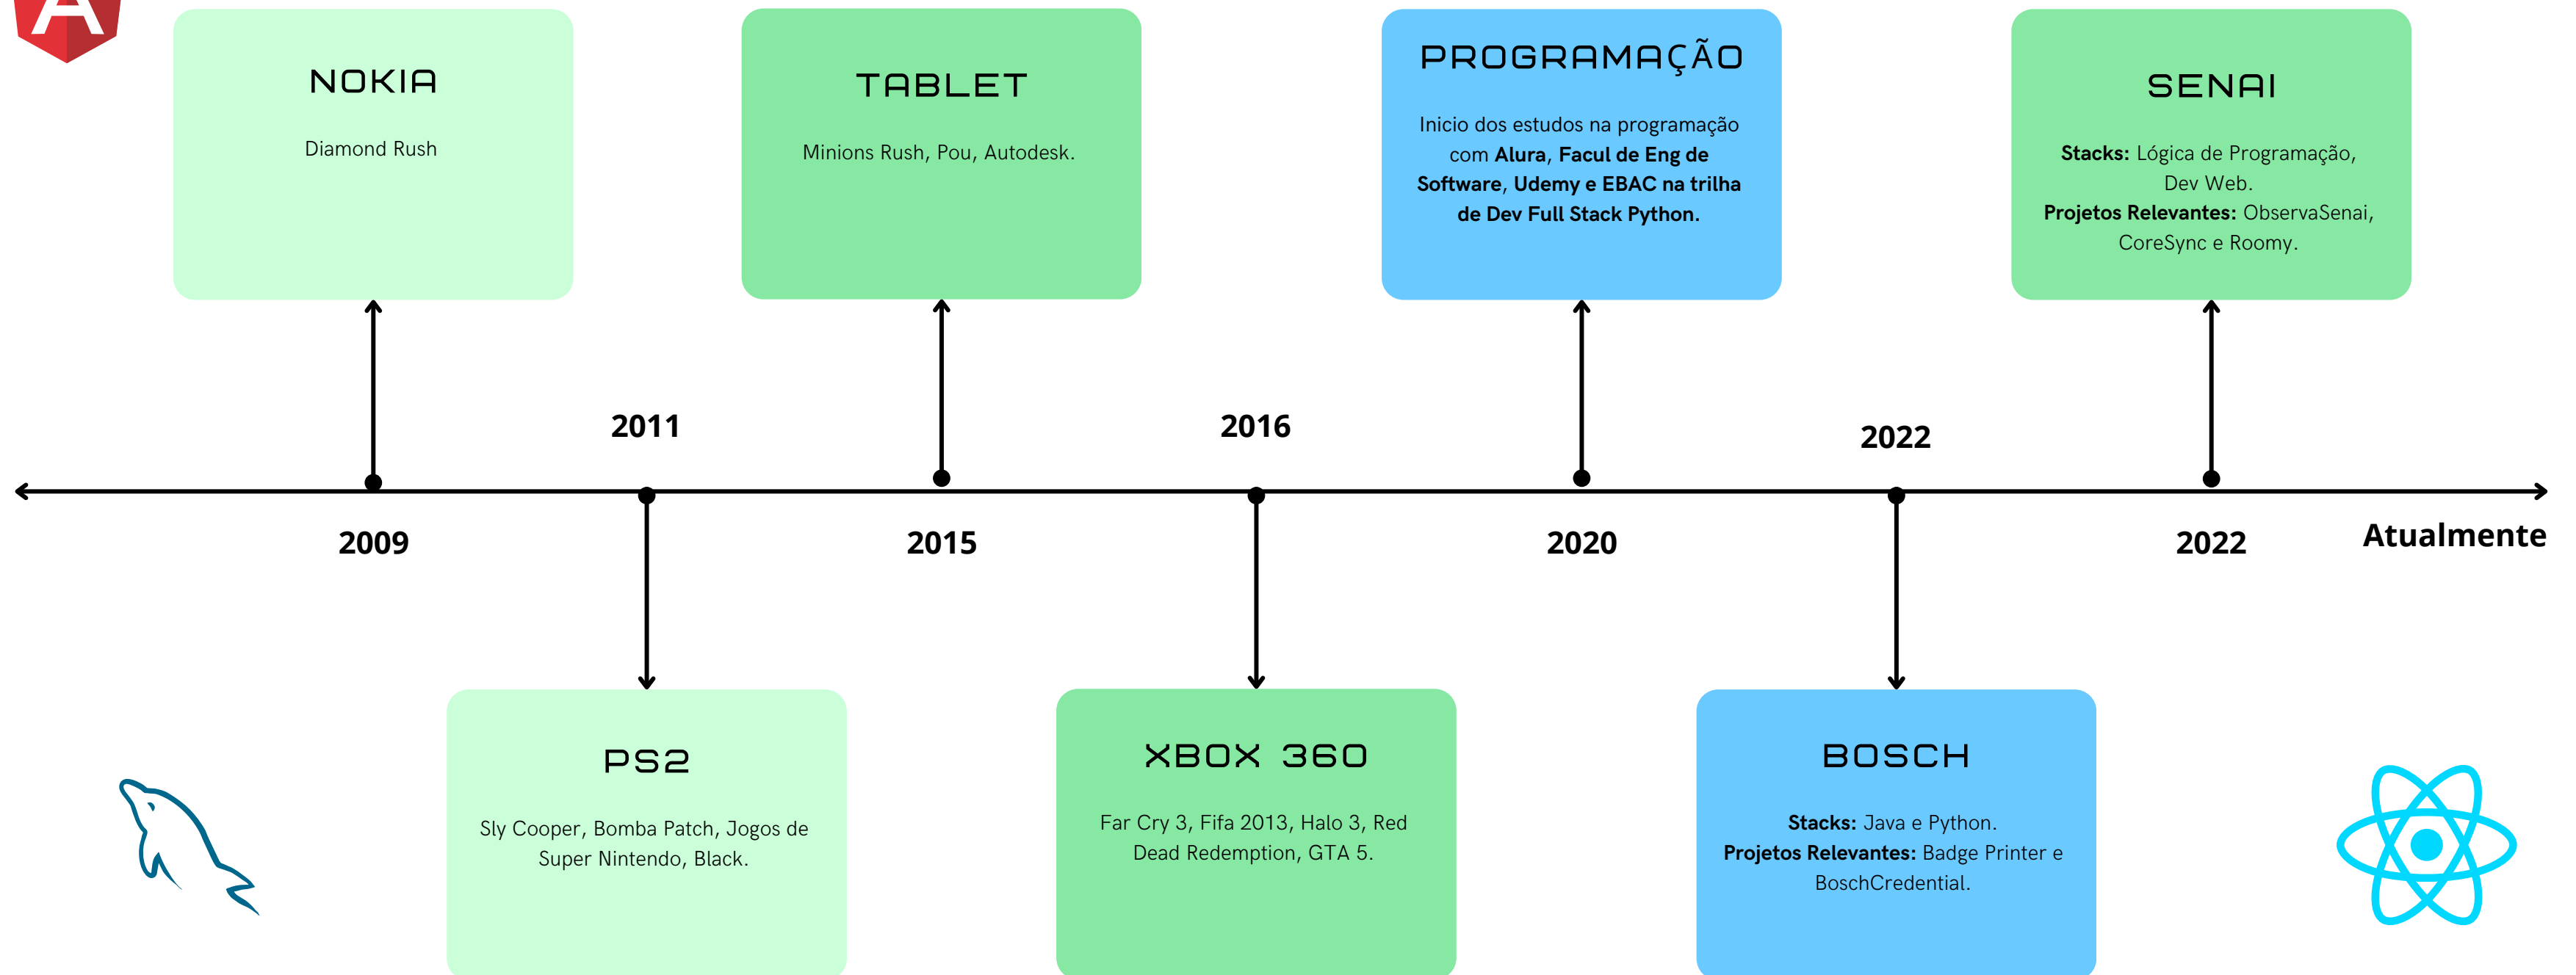 NOKIA
Diamond Rush
TABLET
Minions Rush, Pou, Autodesk.
PROGRAMAÇÃO
Inicio dos estudos na programação
com Alura, Facul de Eng de
Software, Udemy e EBAC na trilha
de Dev Full Stack Python.
SENAI
Stacks: Lógica de Programação,
Dev Web.
Projetos Relevantes: ObservaSenai,
CoreSync e Roomy.
2011
2016
2022
2009
2015
2020
2022
Atualmente
PS2
Sly Cooper, Bomba Patch, Jogos de
Super Nintendo, Black.
XBOX 360
Far Cry 3, Fifa 2013, Halo 3, Red
Dead Redemption, GTA 5.
BOSCH
Stacks: Java e Python.
Projetos Relevantes: Badge Printer e
BoschCredential.